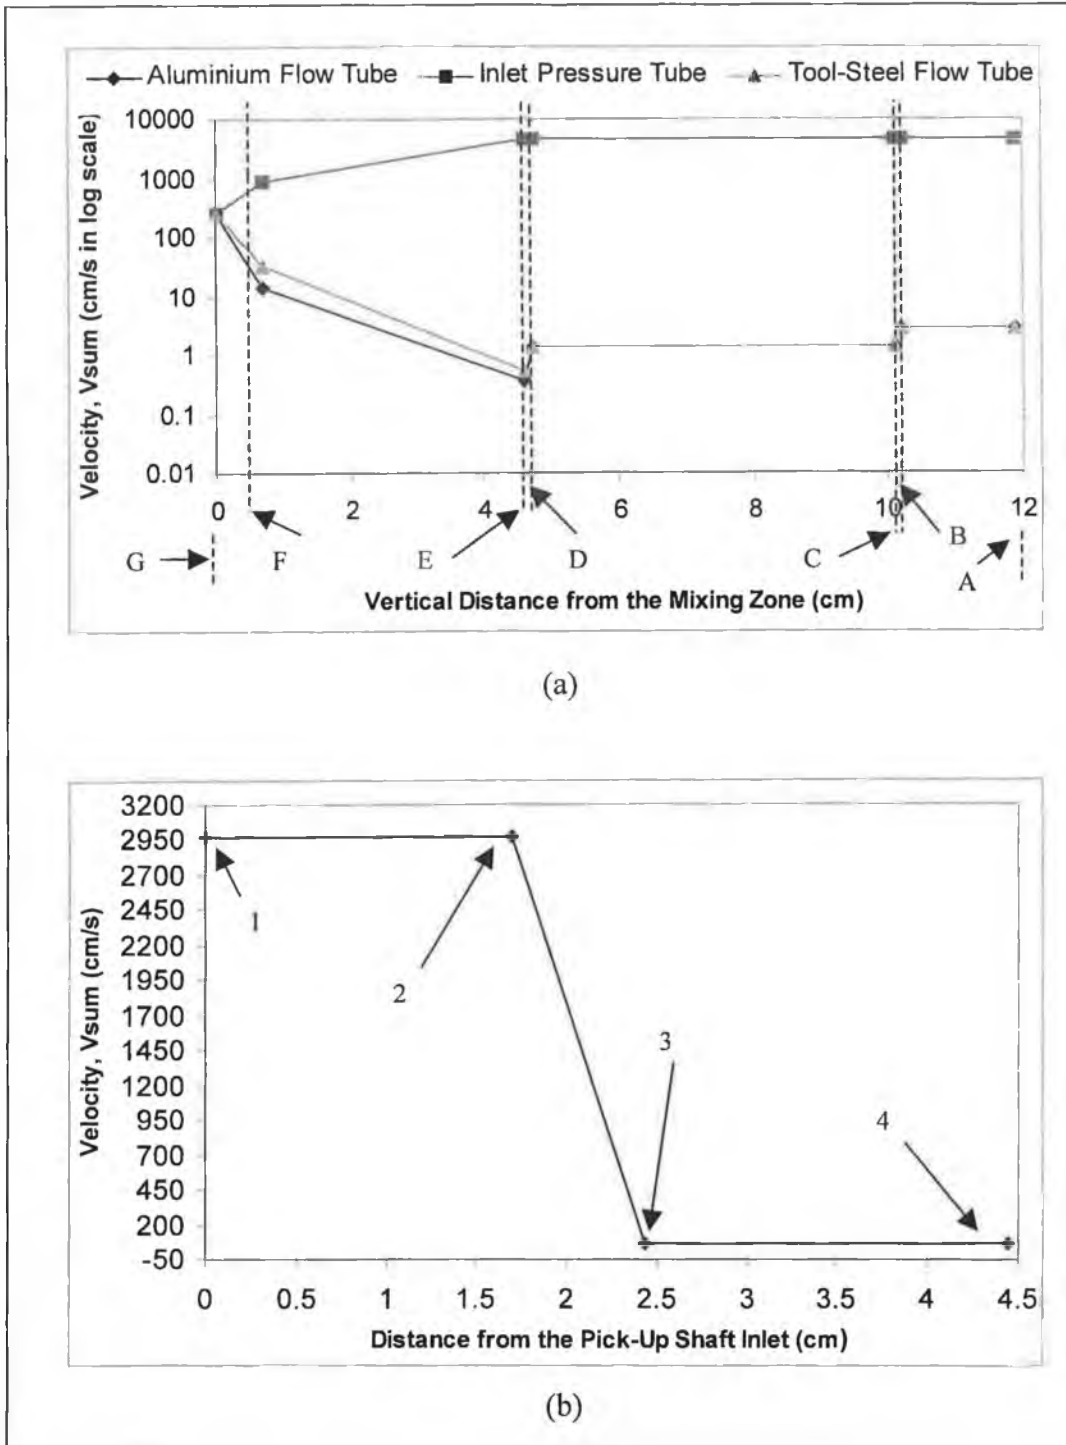 Aluminium Flow Tube Inlet Pressure Tube Tool-Steel Flow Tube
Velocity, Vsum (cm/s in log scale)
10000
1000
100
10
1
0.1
0.01
0 2 4 6 8 10 12
G F E D C B A
Vertical Distance from the Mixing Zone (cm)
(a)
Velocity, Vsum (cm/s)
3200
2950
2700
2450
2200
1950
1700
1450
1200
950
700
450
200
-50
1
2
3
4
0 0.5 1 1.5 2 2.5 3 3.5 4 4.5
Distance from the Pick-Up Shaft Inlet (cm)
(b)